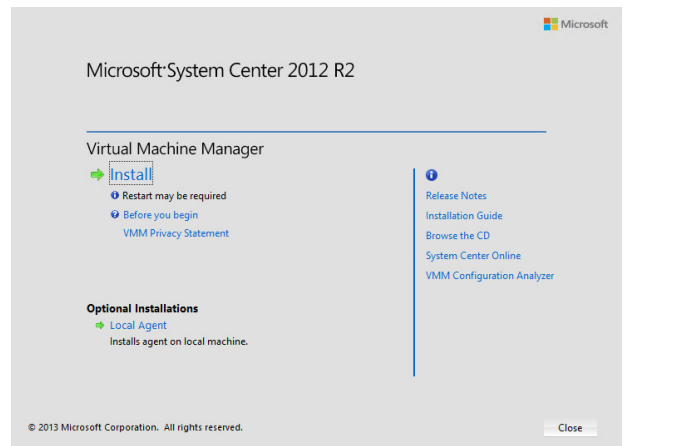 Microsoft
Microsoft System Center 2012 R2
Virtual Machine Manager
Install
Restart may be required
Before you begin
VMM Privacy Statement
Optional Installations
Local Agent
Installs agent on local machine.
Release Notes
Installation Guide
Browse the CD
System Center Online
VMM Configuration Analyzer
© 2013 Microsoft Corporation. All rights reserved.
Close